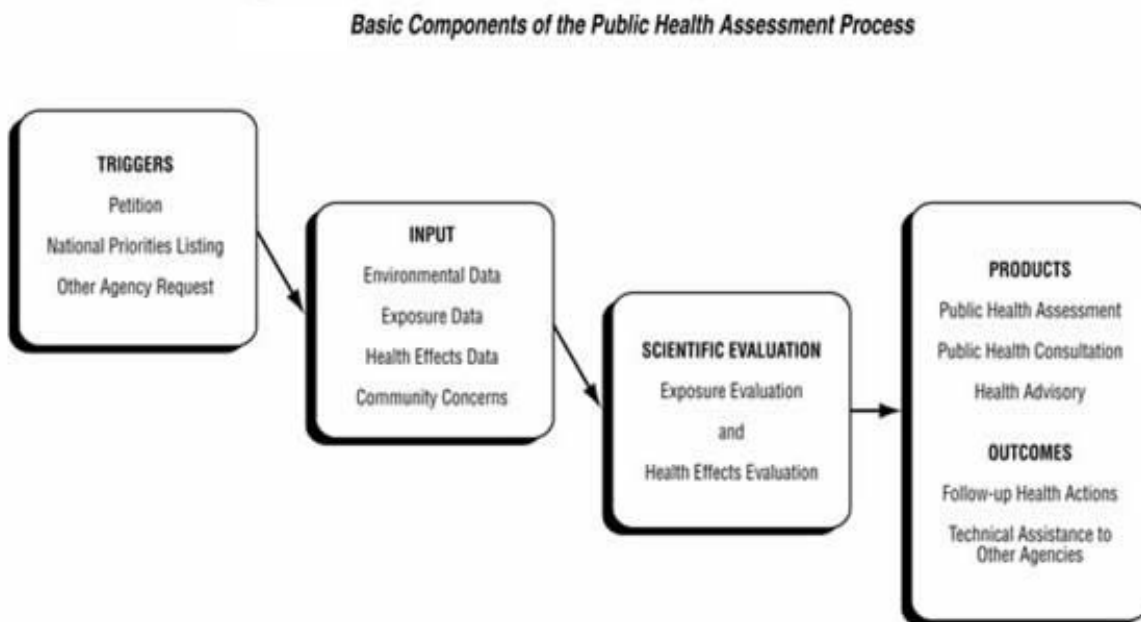 Basic Components of the Public Health Assessment Process
TRIGGERS
Petition
National Priorities Listing
Other Agency Request
INPUT
Environmental Data
Exposure Data
Health Effects Data
Community Concerns
SCIENTIFIC EVALUATION
Exposure Evaluation
and
Health Effects Evaluation
PRODUCTS
Public Health Assessment
Public Health Consultation
Health Advisory
OUTCOMES
Follow-up Health Actions
Technical Assistance to
Other Agencies